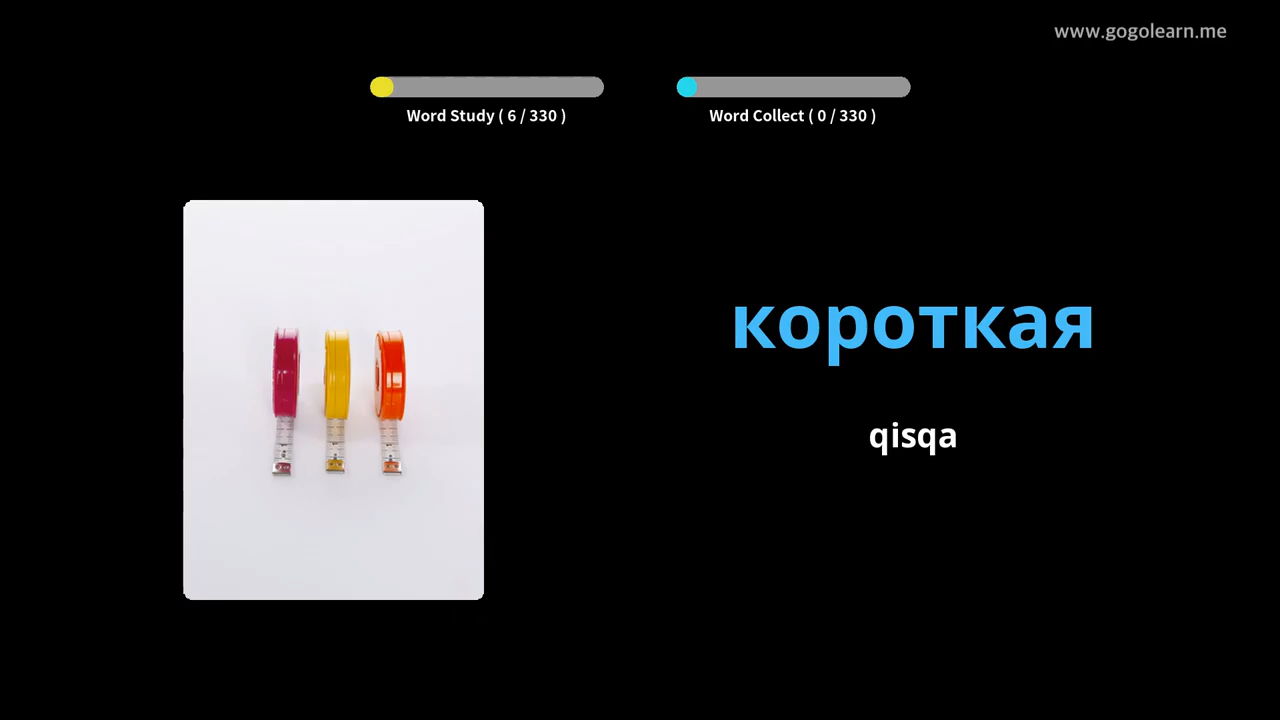 www.gogolearn.me
Word Study ( 6 / 330 )
Word Collect ( 0 / 330 )
короткая
qisqa